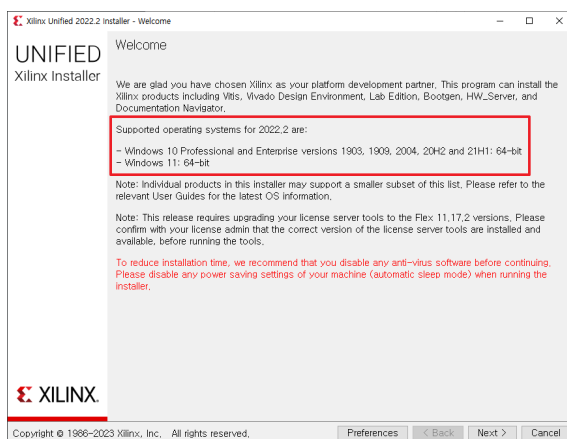 Xilinx Unified 2022.2 Installer - Welcome
UNIFIED
Xilinx Installer
Welcome
We are glad you have chosen Xilinx as your platform development partner. This program can install the
Xilinx products including Vitis, Vivado Design Environment, Lab Edition, Bootgen, HW_Server, and
Documentation Navigator.
Supported operating systems for 2022.2 are:
- Windows 10 Professional and Enterprise versions 1903, 1909, 2004, 20H2 and 21H1: 64-bit
- Windows 11: 64-bit
Note: Individual products in this installer may support a smaller subset of this list. Please refer to the
relevant User Guides for the latest OS information.
Note: This release requires upgrading your license server tools to the Flex 11.17.2 versions. Please
confirm with your license admin that the correct version of the license server tools are installed and
available, before running the tools.
To reduce installation time, we recommend that you disable any anti-virus software before continuing.
Please disable any power saving settings of your machine (automatic sleep mode) when running the
installer.
XILINX.
Copyright © 1986-2023 Xilinx, Inc. All rights reserved.
Preferences
< Back
Next >
Cancel